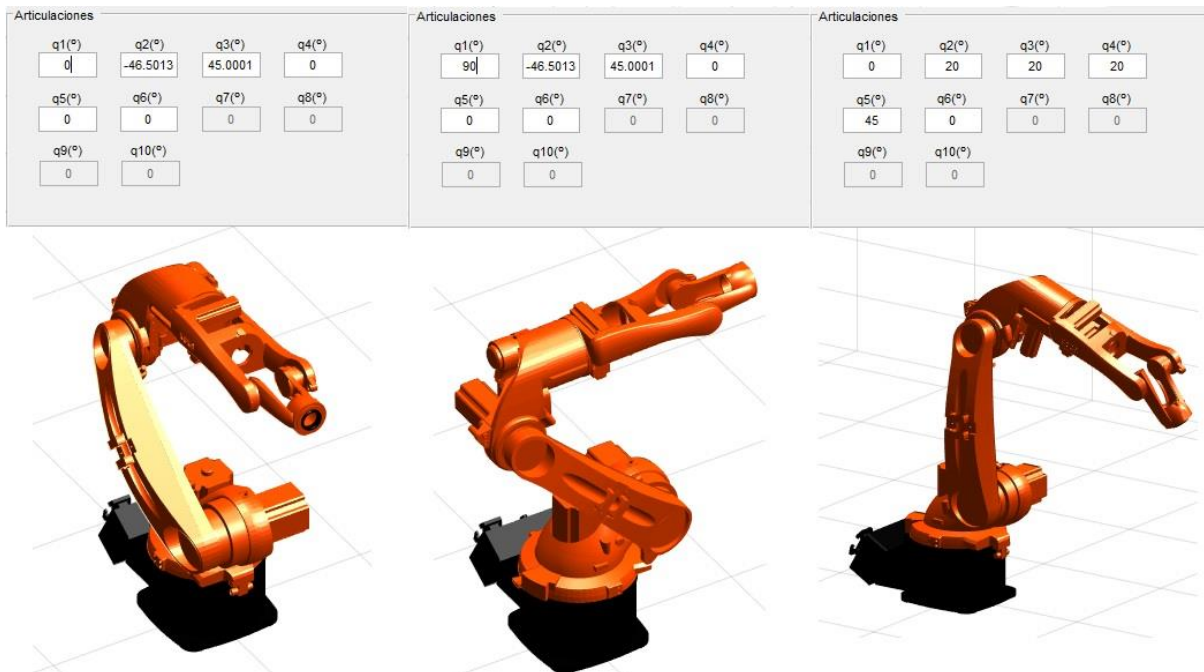 Articulaciones
q1(º) q2(º) q3(º) q4(º)
0 -46.5013 45.0001 0
q5(º) q6(º) q7(º) q8(º)
0 0 0 0
q9(º) q10(º)
0 0
Articulaciones
q1(º) q2(º) q3(º) q4(º)
90 -46.5013 45.0001 0
q5(º) q6(º) q7(º) q8(º)
0 0 0 0
q9(º) q10(º)
0 0
Articulaciones
q1(º) q2(º) q3(º) q4(º)
0 20 20 20
q5(º) q6(º) q7(º) q8(º)
45 0 0 0
q9(º) q10(º)
0 0